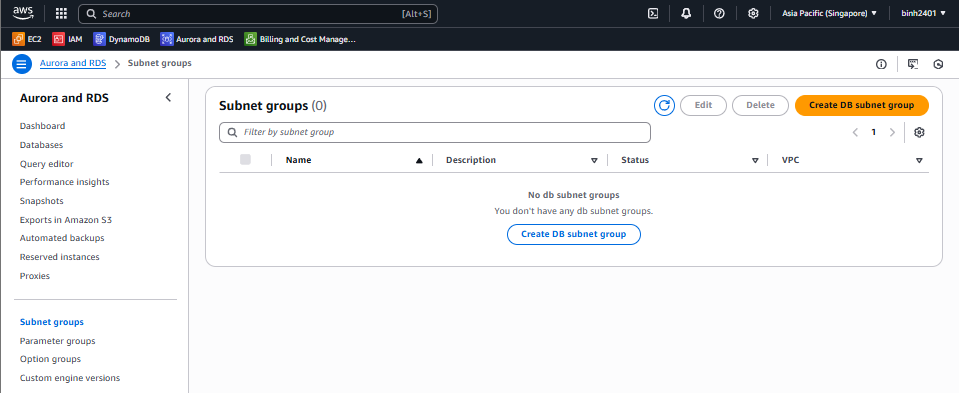 aws Search [Alt+S] Asia Pacific (Singapore) ▼ binh2401 ▼
EC2 IAM DynamoDB Aurora and RDS Billing and Cost Manage...
Aurora and RDS > Subnet groups
Aurora and RDS
Dashboard
Databases
Query editor
Performance insights
Snapshots
Exports in Amazon S3
Automated backups
Reserved instances
Proxies
Subnet groups
Parameter groups
Option groups
Custom engine versions
Subnet groups (0) Edit Delete Create DB subnet group
Filter by subnet group < 1 >
Name Description Status VPC
No db subnet groups
You don't have any db subnet groups.
Create DB subnet group